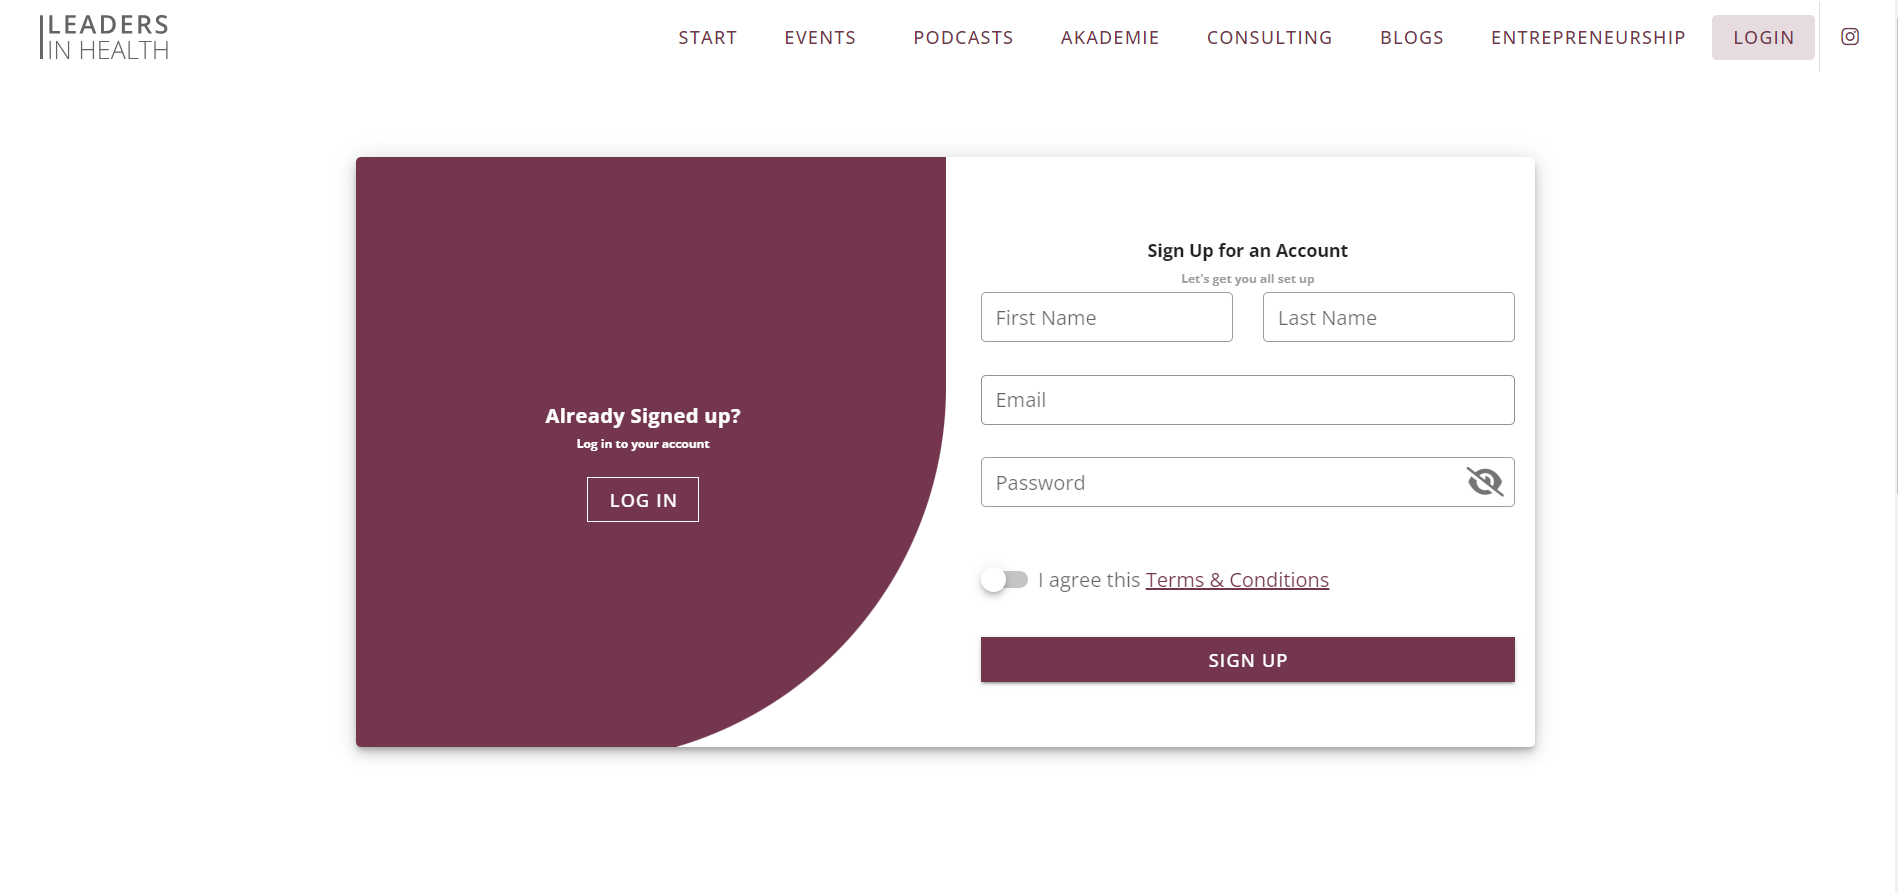 LEADERS
IN HEALTH
START EVENTS PODCASTS AKADEMIE CONSULTING BLOGS ENTREPRENEURSHIP LOGIN
Already Signed up?
Log in to your account
LOG IN
Sign Up for an Account
Let's get you all set up
First Name Last Name
Email
Password
I agree this Terms & Conditions
SIGN UP